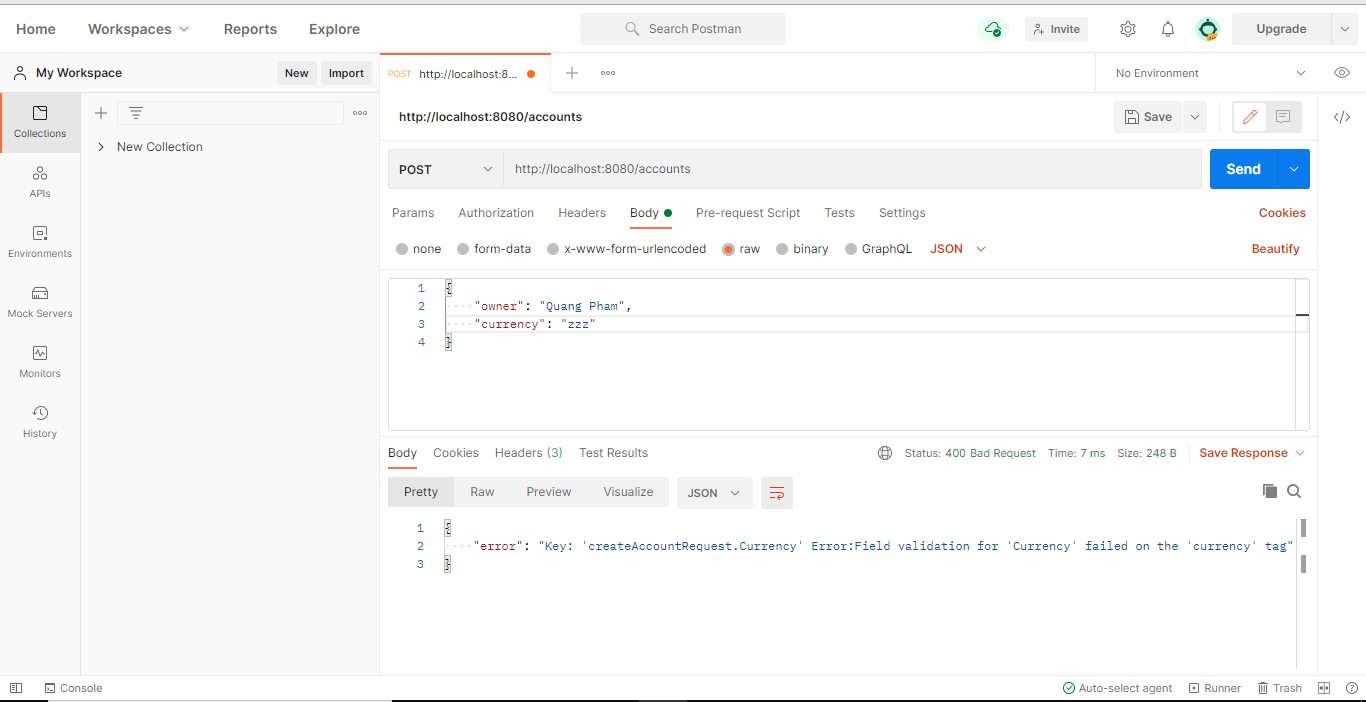 Home Workspaces Reports Explore Search Postman Invite Upgrade
My Workspace New Import POST http://localhost:8... No Environment
Collections
APIs
Environments
Mock Servers
Monitors
History
New Collection
http://localhost:8080/accounts Save
POST http://localhost:8080/accounts Send
Params Authorization Headers Body Pre-request Script Tests Settings Cookies
none form-data x-www-form-urlencoded raw binary GraphQL JSON Beautify
1 {
2 "owner": "Quang Pham",
3 "currency": "zzz"
4 }
Body Cookies Headers (3) Test Results Status: 400 Bad Request Time: 7 ms Size: 248 B Save Response
Pretty Raw Preview Visualize JSON
1 {
2 "error": "Key: 'createAccountRequest.Currency' Error:Field validation for 'Currency' failed on the 'currency' tag"
3 }
Console Auto-select agent Runner Trash